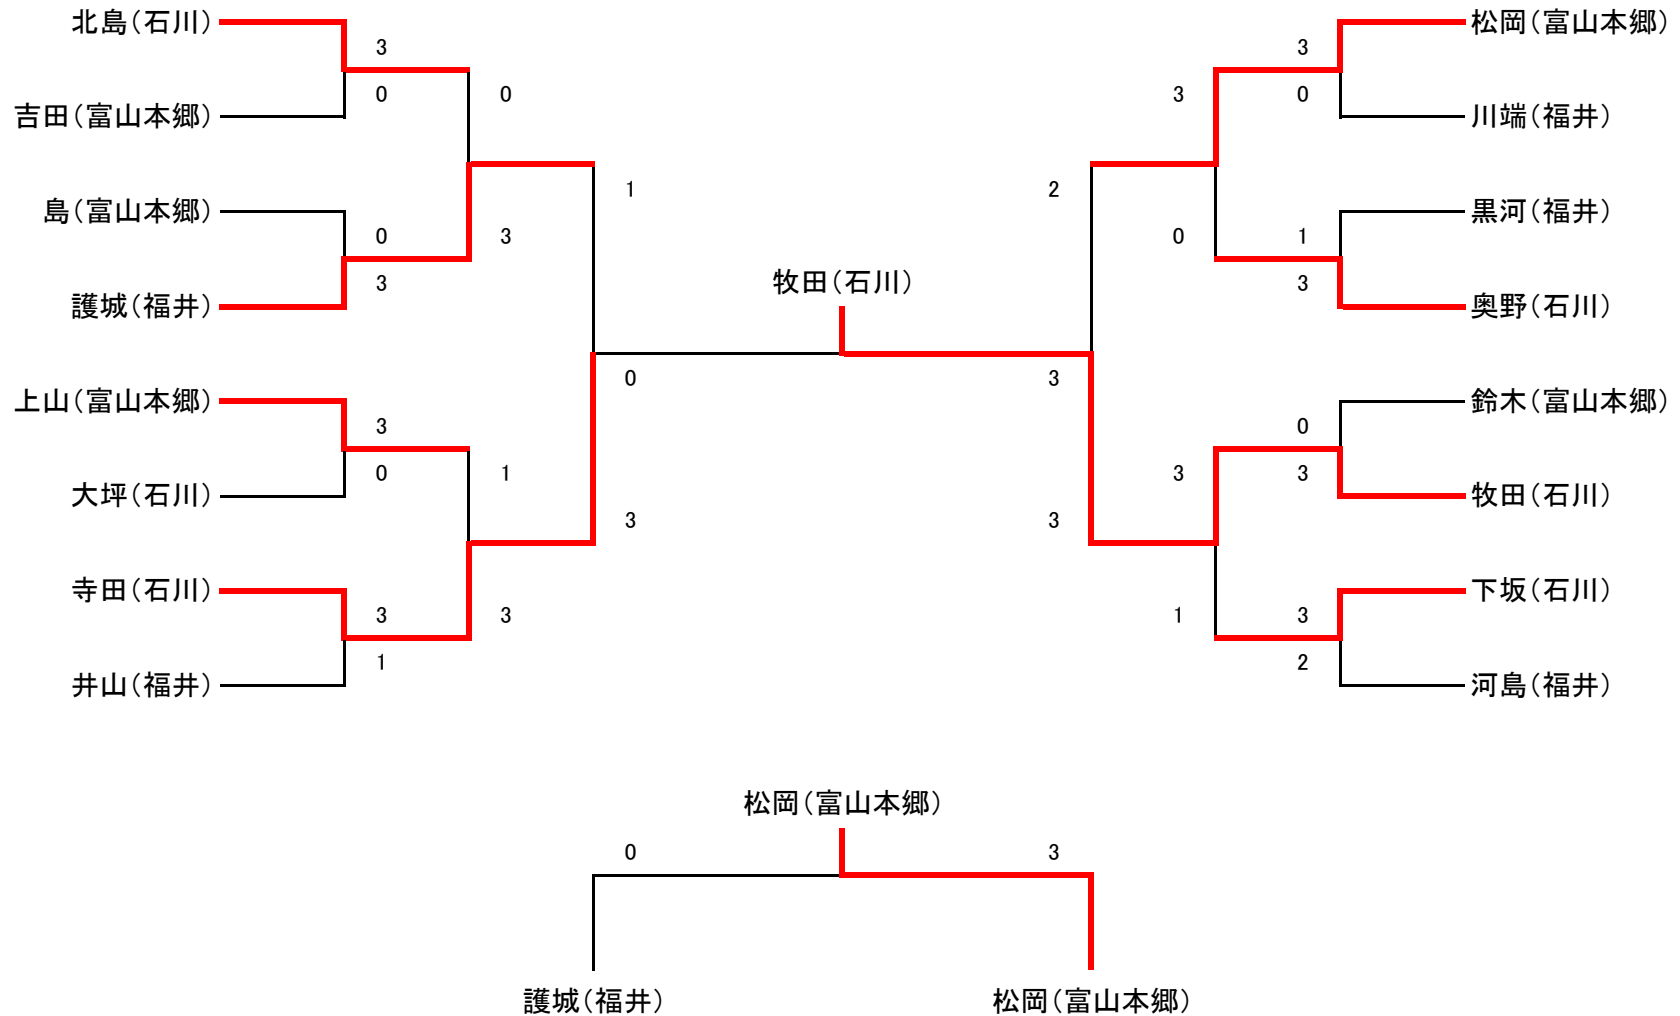 北島(石川)
3
0
吉田(富山本郷)
0
島(富山本郷)
0
3
3
護城(福井)
1
上山(富山本郷)
3
0
大坪(石川)
1
寺田(石川)
3
1
井山(福井)
3
3
0
牧田(石川)
3
松岡(富山本郷)
3
0
川端(福井)
3
黒河(福井)
1
3
0
奥野(石川)
2
鈴木(富山本郷)
0
3
牧田(石川)
3
下坂(石川)
3
2
河島(福井)
1
3
松岡(富山本郷)
0
3
護城(福井)
松岡(富山本郷)